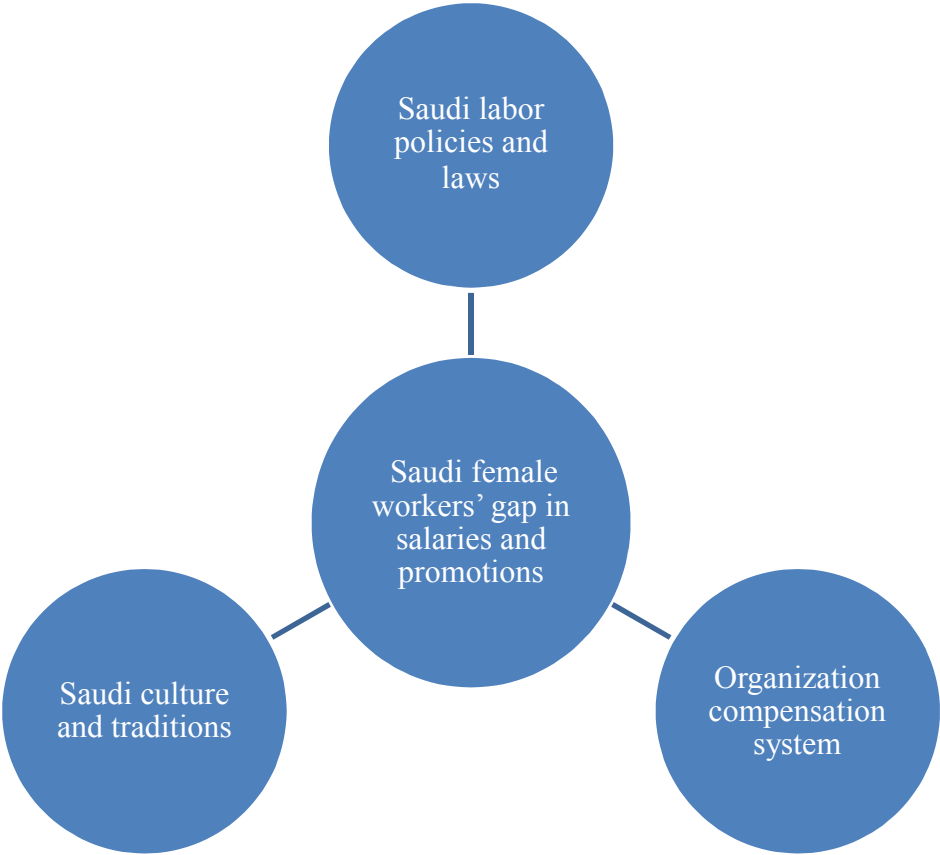 Saudi labor
policies and
laws
Saudi female
workers’ gap in
salaries and
promotions
Saudi culture
and traditions
Organization
compensation
system